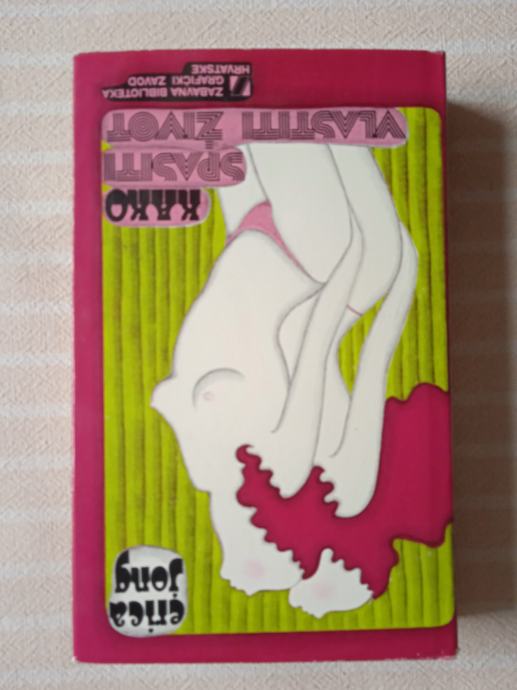 erica
jong
KAKO
SPASITI
VLASTITI ŽIVOT
ZABAVNA BIBLIOTEKA
GRAFIČKI ZAVOD
HRVATSKE